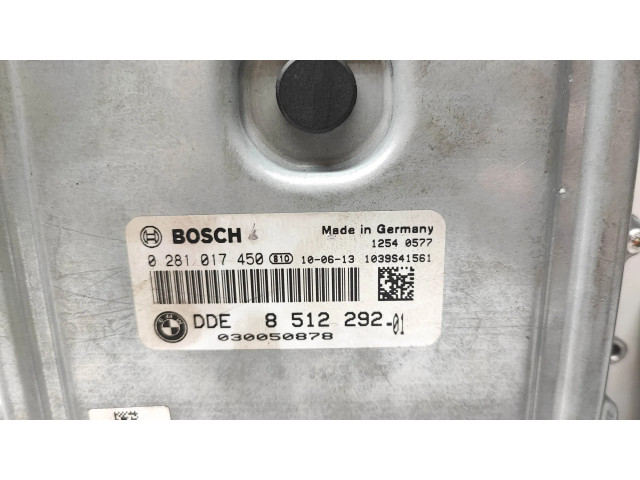 BOSCH
Made in Germany
1254 0577
0 281 017 450 B10 10-06-13 1039S41561
DDE 8 512 292-01
030050878